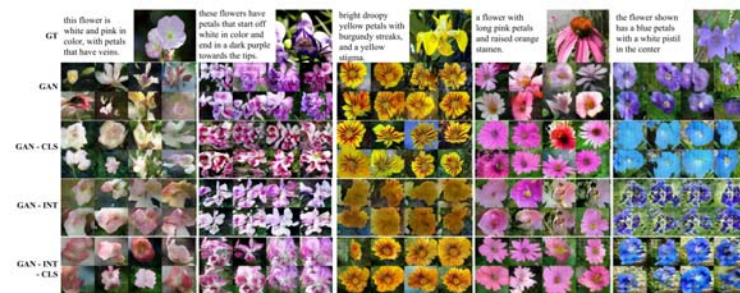 GT
this flower is
white and pink in
color, with petals
that have veins.
these flowers have
petals that start off
white in color and
end in a dark purple
towards the tips.
bright droopy
yellow petals with
burgundy streaks,
and a yellow
stigma.
a flower with
long pink petals
and raised orange
stamen.
the flower shown
has a blue petals
with a white pistil
in the center
GAN
GAN - CLS
GAN - INT
GAN - INT
- CLS